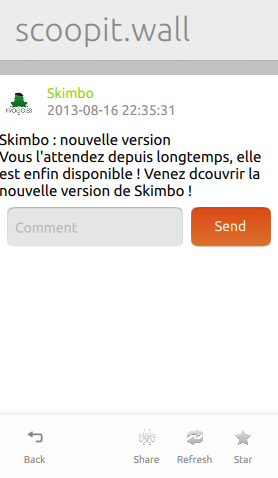 scoopit.wall
Skimbo
2013-08-16 22:35:31
Skimbo : nouvelle version
Vous l'attendez depuis longtemps, elle
est enfin disponible ! Venez dcouvrir la
nouvelle version de Skimbo !
Comment
Send
Back
Share
Refresh
Star